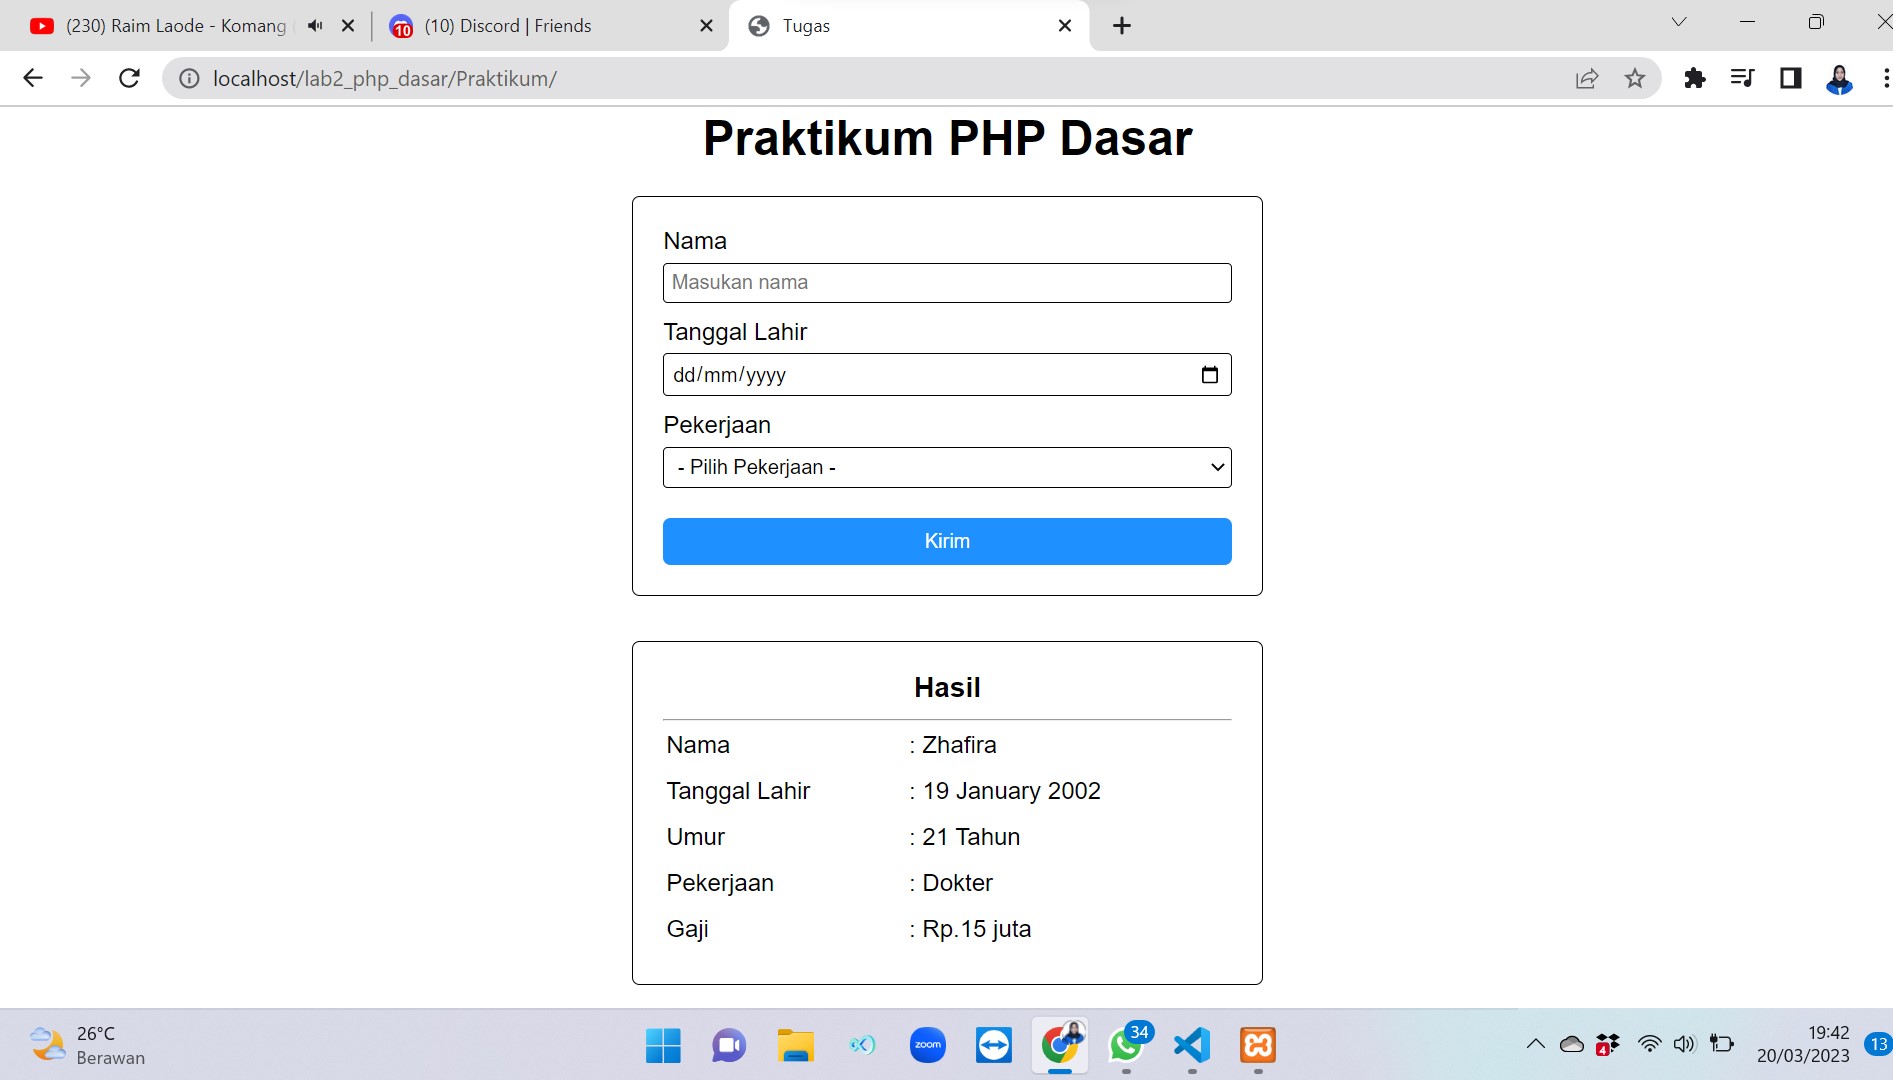 (230) Raim Laode - Komang
10
(10) Discord | Friends
Tugas
localhost/lab2_php_dasar/Praktikum/
Praktikum PHP Dasar
Nama
Masukan nama
Tanggal Lahir
dd/mm/yyyy
Pekerjaan
- Pilih Pekerjaan -
Kirim
Hasil
Nama : Zhafira
Tanggal Lahir : 19 January 2002
Umur : 21 Tahun
Pekerjaan : Dokter
Gaji : Rp.15 juta
26°C
Berawan
zoom
34
4
19:42
20/03/2023
13